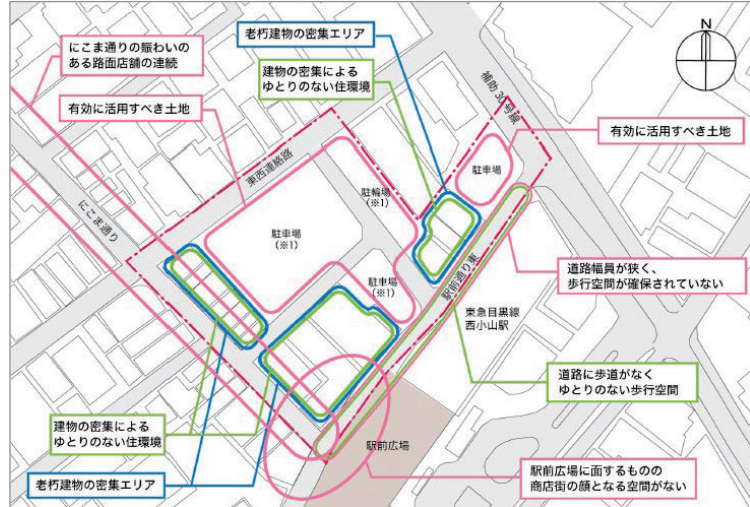 にこま通りの賑わいの
ある路面店舗の連続
有効に活用すべき土地
老朽建物の密集エリア
建物の密集による
ゆとりのない住環境
N
補助30号線
有効に活用すべき土地
東西連絡路
にこま通り
駐輪場
(※1)
駐車場
駐車場
(※1)
駐車場
(※1)
駅前通り東
道路幅員が狭く、
歩行空間が確保されていない
東急目黒線
西小山駅
道路に歩道がなく
ゆとりのない歩行空間
建物の密集による
ゆとりのない住環境
駅前広場
老朽建物の密集エリア
駅前広場に面するものの
商店街の顔となる空間がない